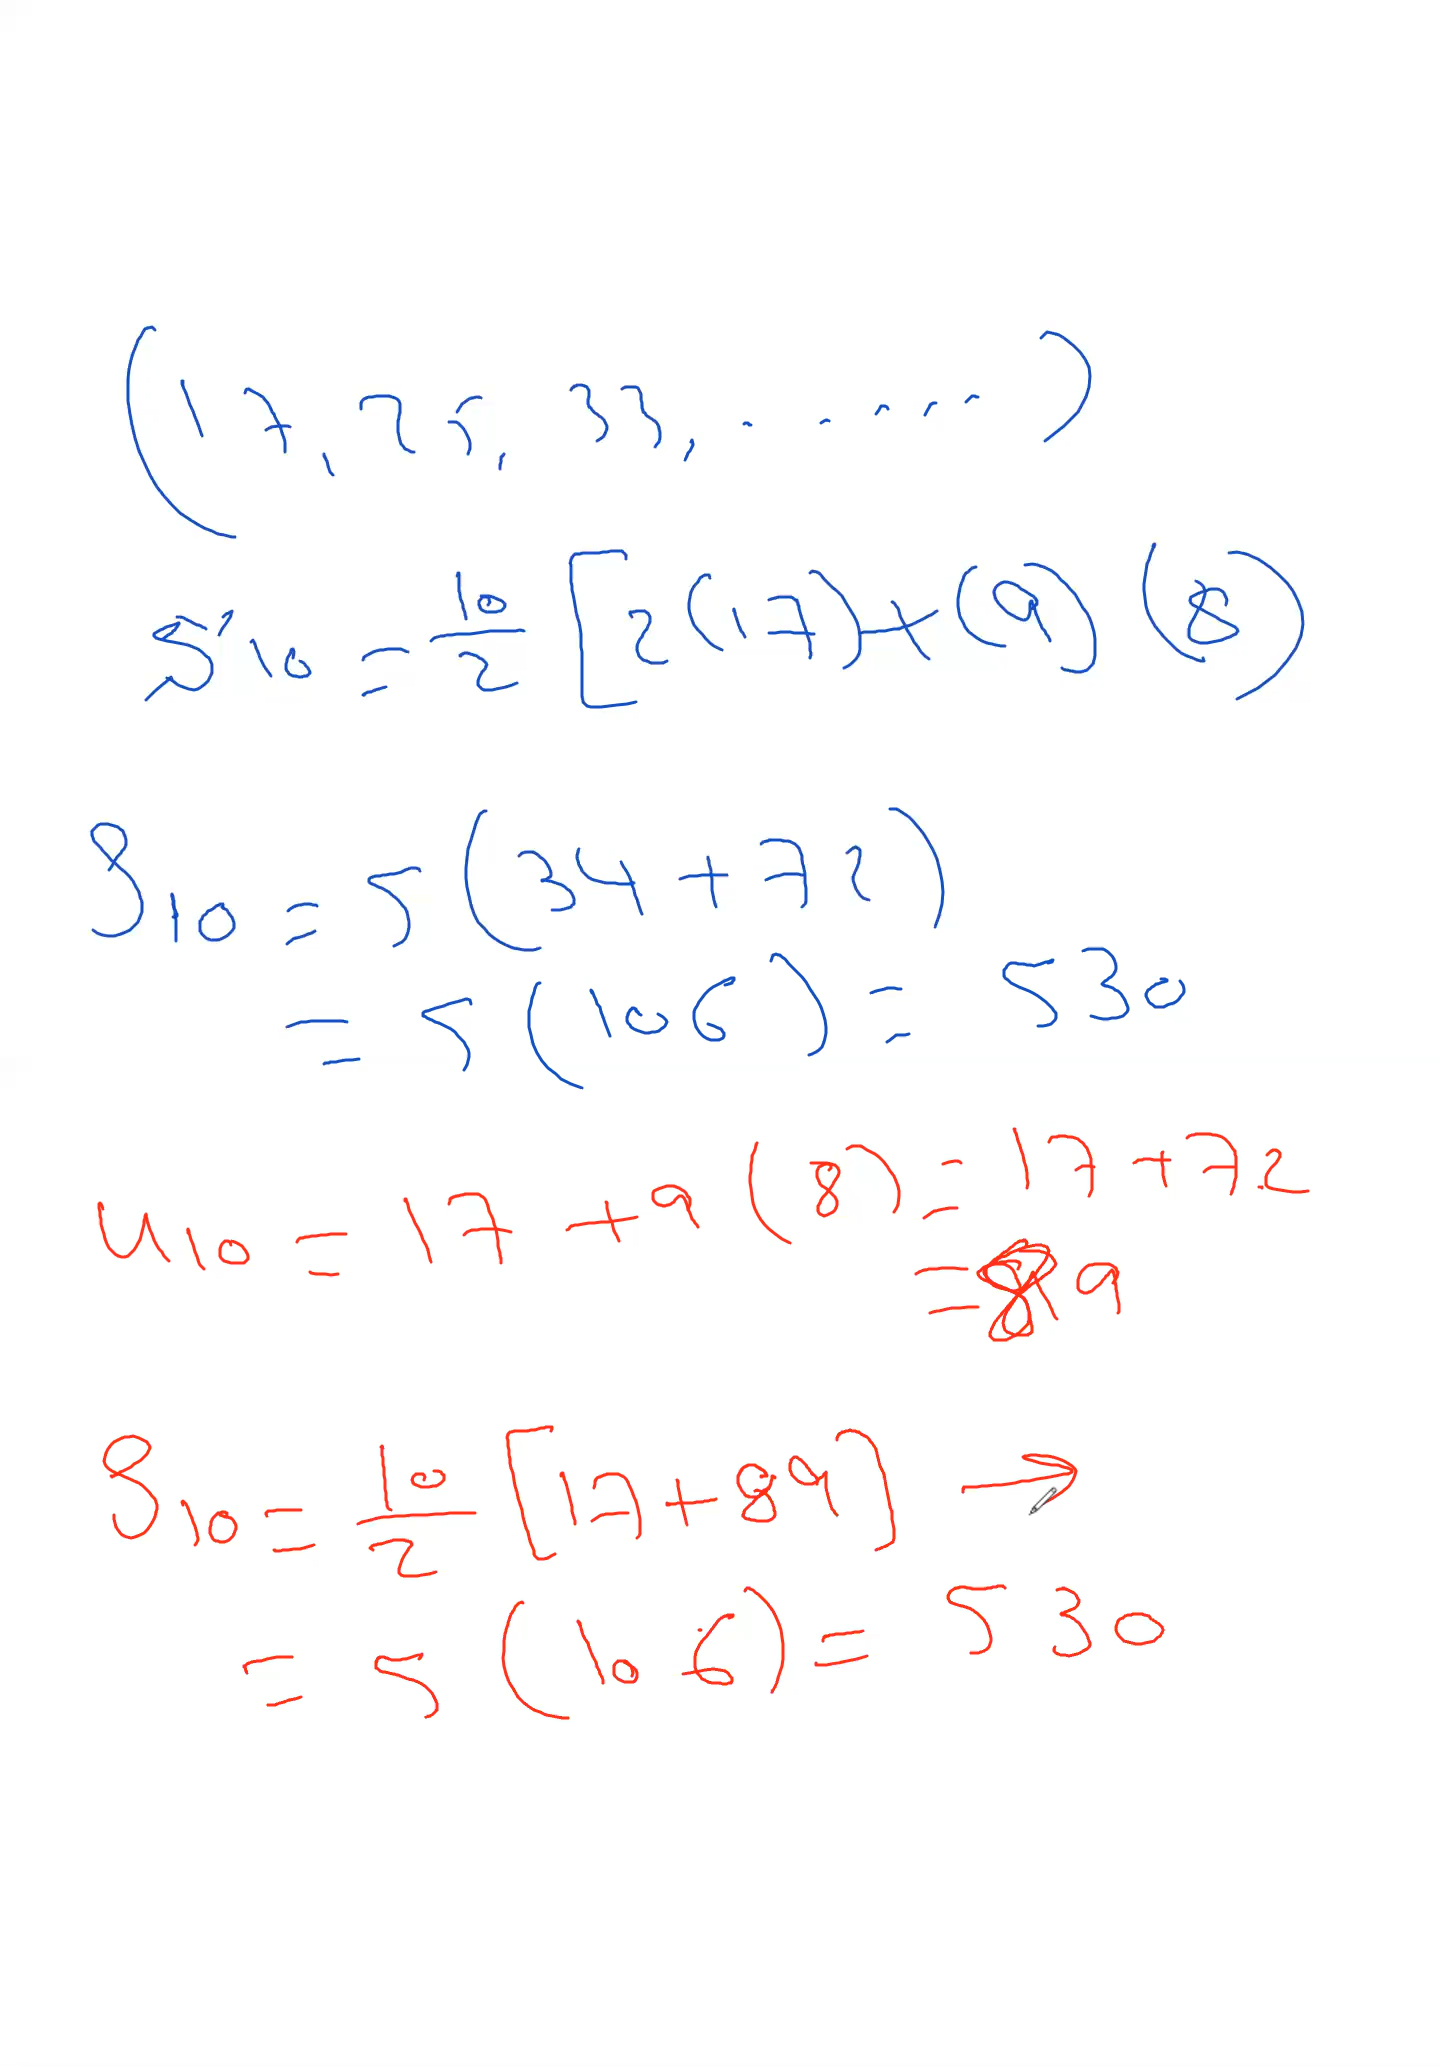 (17, 25, 33, ......)
S10 = 10/2 [2(17)+(9)(8)
S10 = 5(34+72)
= 5(106) = 530
U10 = 17 + 9(8) = 17+72
= 89
S10 = 10/2 [17+89] →
= 5(106) = 530